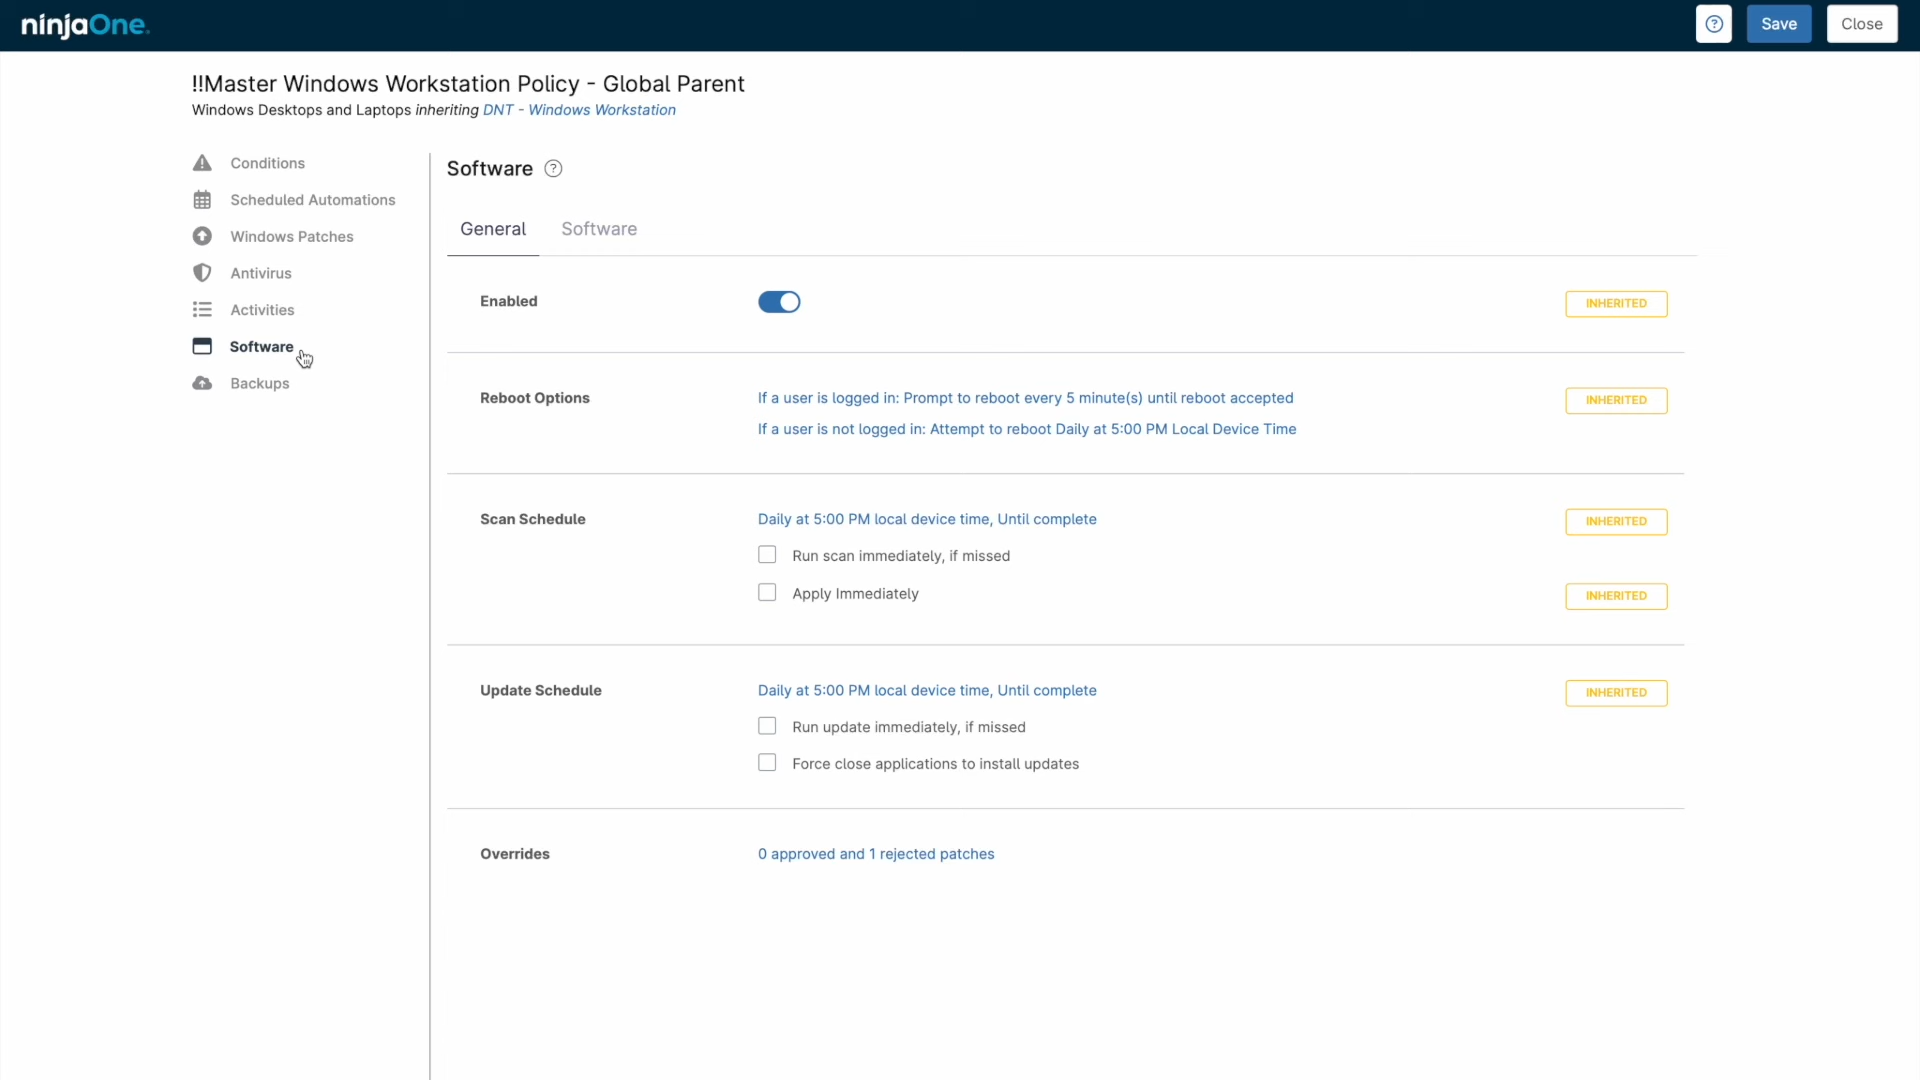 ninjaOne.
Save
Close
!!Master Windows Workstation Policy - Global Parent
Windows Desktops and Laptops inheriting DNT - Windows Workstation
Conditions
Scheduled Automations
Windows Patches
Antivirus
Activities
Software
Backups
Software
General
Software
Enabled
INHERITED
Reboot Options
If a user is logged in: Prompt to reboot every 5 minute(s) until reboot accepted
INHERITED
If a user is not logged in: Attempt to reboot Daily at 5:00 PM Local Device Time
Scan Schedule
Daily at 5:00 PM local device time, Until complete
INHERITED
Run scan immediately, if missed
Apply Immediately
INHERITED
Update Schedule
Daily at 5:00 PM local device time, Until complete
INHERITED
Run update immediately, if missed
Force close applications to install updates
Overrides
0 approved and 1 rejected patches